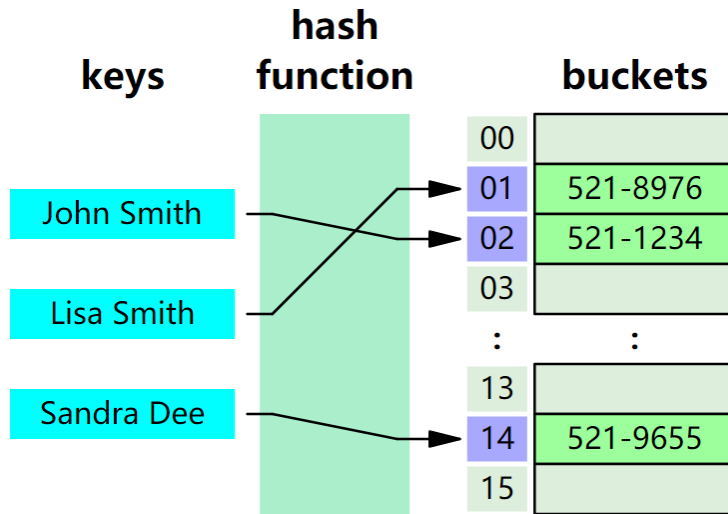 keys
hash
function
buckets
John Smith
Lisa Smith
Sandra Dee
00
01 521-8976
02 521-1234
03
: :
13
14 521-9655
15